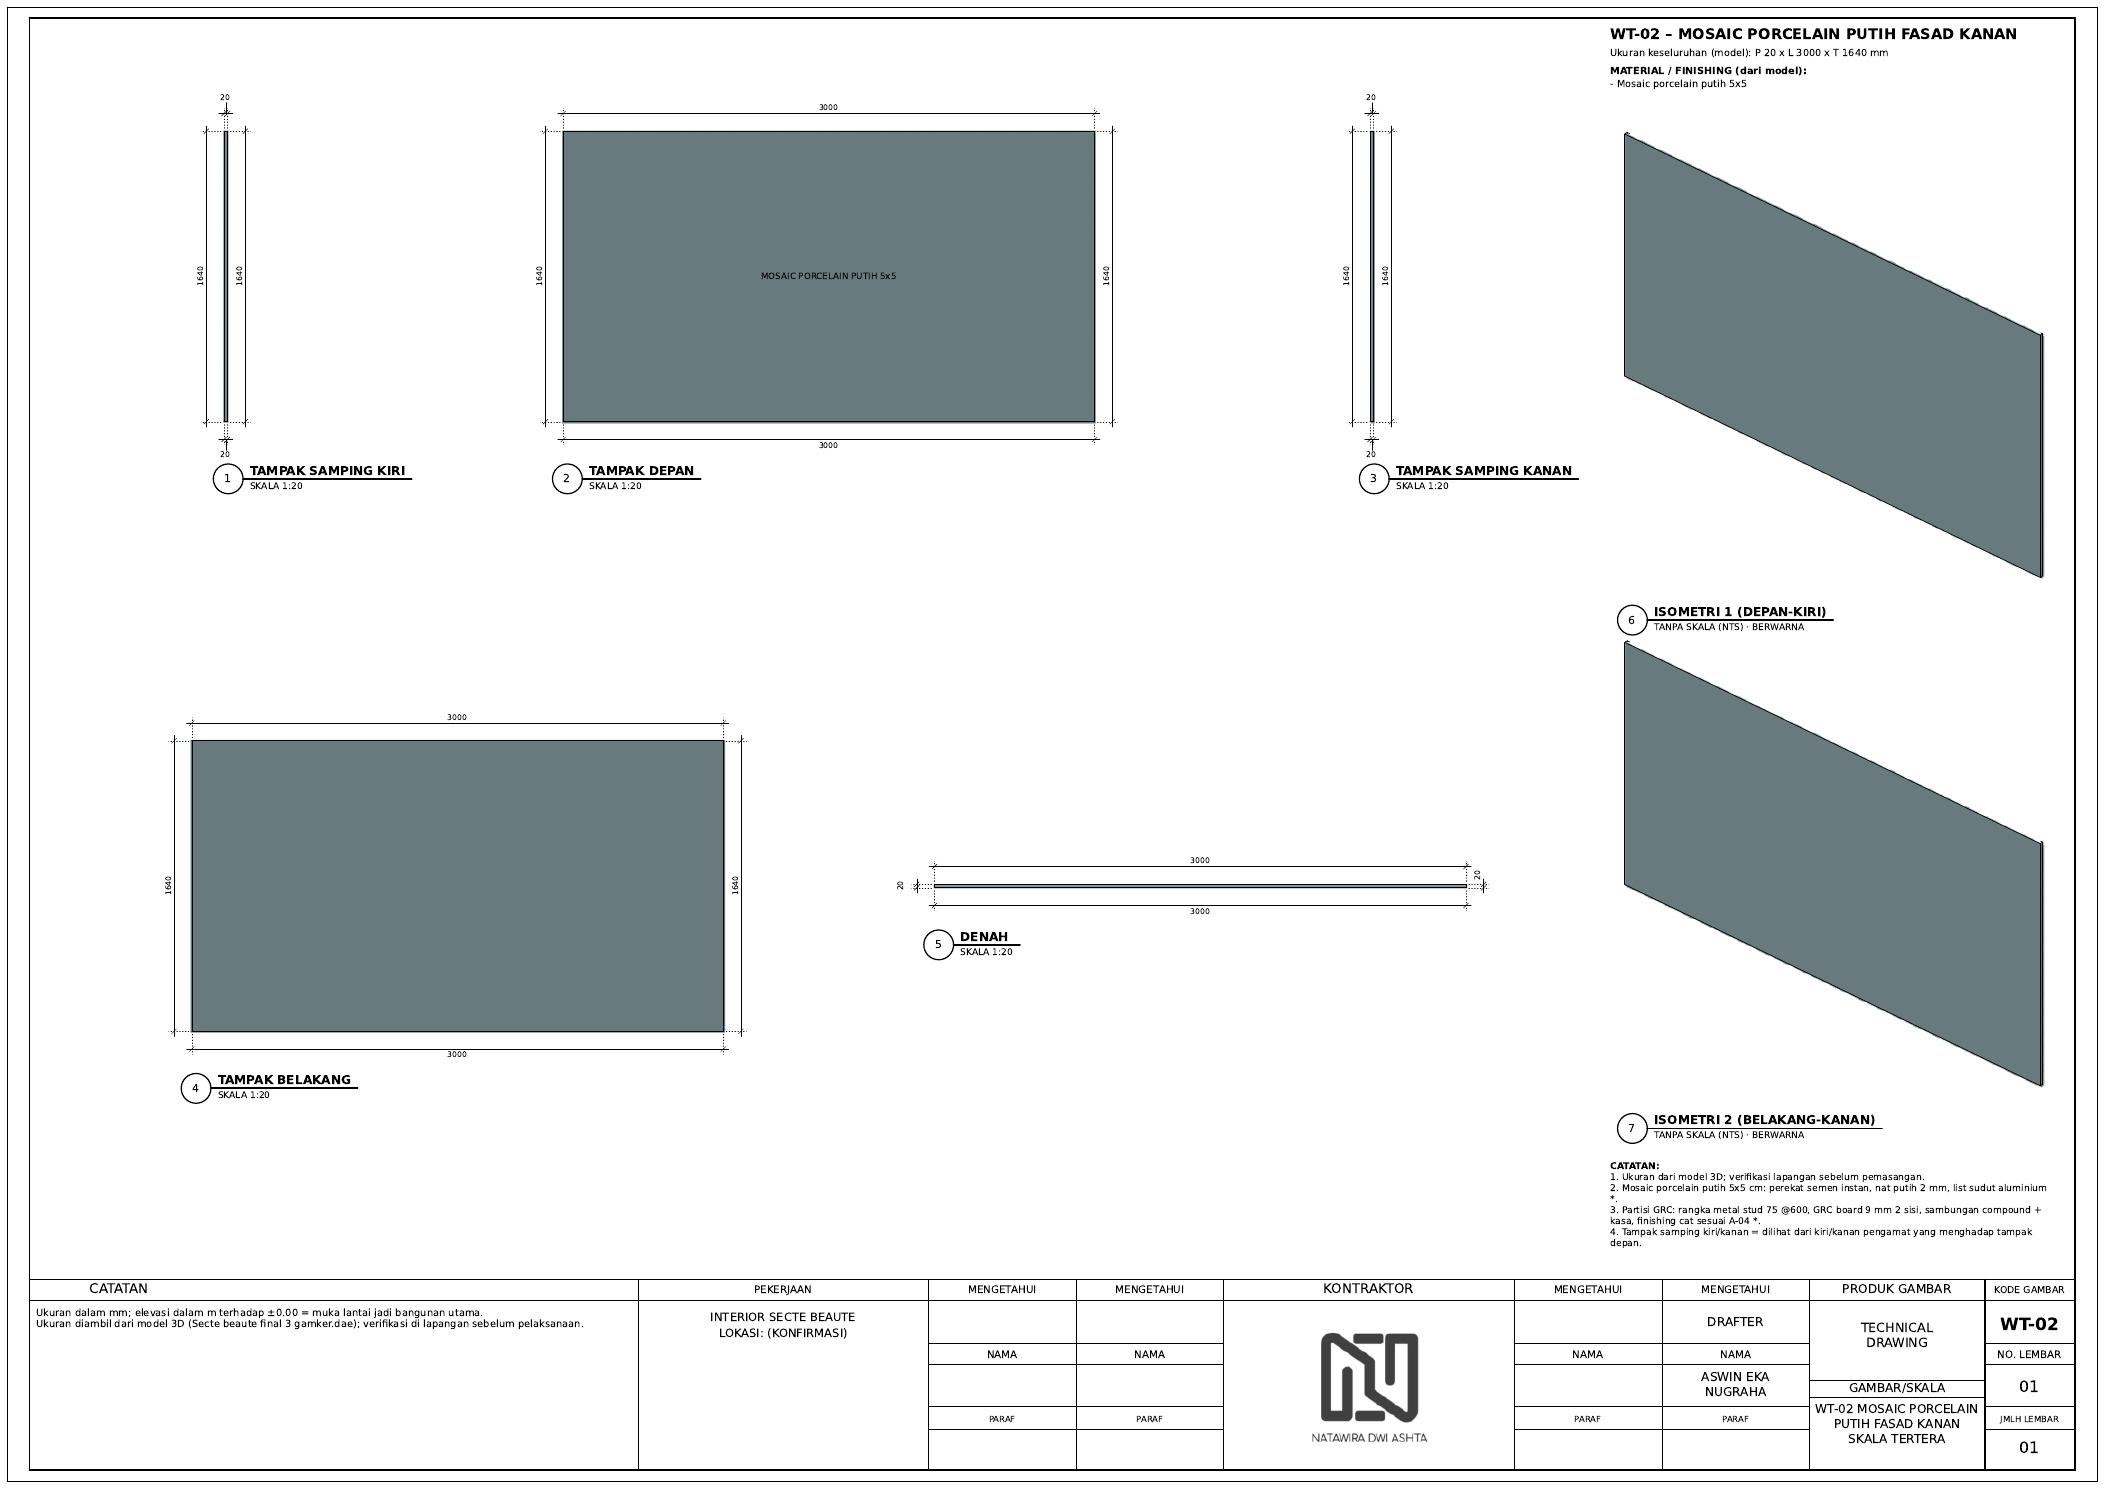 WT-02 – MOSAIC PORCELAIN PUTIH FASAD KANAN
Ukuran keseluruhan (model): P 20 x L 3000 x T 1640 mm
MATERIAL / FINISHING (dari model):
- Mosaic porcelain putih 5x5
20
1640
1640
20
1 TAMPAK SAMPING KIRI
SKALA 1:20
3000
1640
MOSAIC PORCELAIN PUTIH 5x5
1640
3000
2 TAMPAK DEPAN
SKALA 1:20
20
1640
1640
20
3 TAMPAK SAMPING KANAN
SKALA 1:20
6 ISOMETRI 1 (DEPAN-KIRI)
TANPA SKALA (NTS) · BERWARNA
3000
1640
1640
3000
4 TAMPAK BELAKANG
SKALA 1:20
3000
20
20
3000
5 DENAH
SKALA 1:20
7 ISOMETRI 2 (BELAKANG-KANAN)
TANPA SKALA (NTS) · BERWARNA
CATATAN:
1. Ukuran dari model 3D; verifikasi lapangan sebelum pemasangan.
2. Mosaic porcelain putih 5x5 cm: perekat semen instan, nat putih 2 mm, list sudut aluminium
*.
3. Partisi GRC: rangka metal stud 75 @600, GRC board 9 mm 2 sisi, sambungan compound +
kasa, finishing cat sesuai A-04 *.
4. Tampak samping kiri/kanan = dilihat dari kiri/kanan pengamat yang menghadap tampak
depan.
CATATAN
Ukuran dalam mm; elevasi dalam m terhadap ±0.00 = muka lantai jadi bangunan utama.
Ukuran diambil dari model 3D (Secte beaute final 3 gamker.dae); verifikasi di lapangan sebelum pelaksanaan.
PEKERJAAN
INTERIOR SECTE BEAUTE
LOKASI: (KONFIRMASI)
MENGETAHUI
NAMA
PARAF
MENGETAHUI
NAMA
PARAF
KONTRAKTOR
NATAWIRA DWI ASHTA
MENGETAHUI
NAMA
PARAF
MENGETAHUI
DRAFTER
NAMA
ASWIN EKA
NUGRAHA
PARAF
PRODUK GAMBAR
TECHNICAL
DRAWING
GAMBAR/SKALA
WT-02 MOSAIC PORCELAIN
PUTIH FASAD KANAN
SKALA TERTERA
KODE GAMBAR
WT-02
NO. LEMBAR
01
JMLH LEMBAR
01